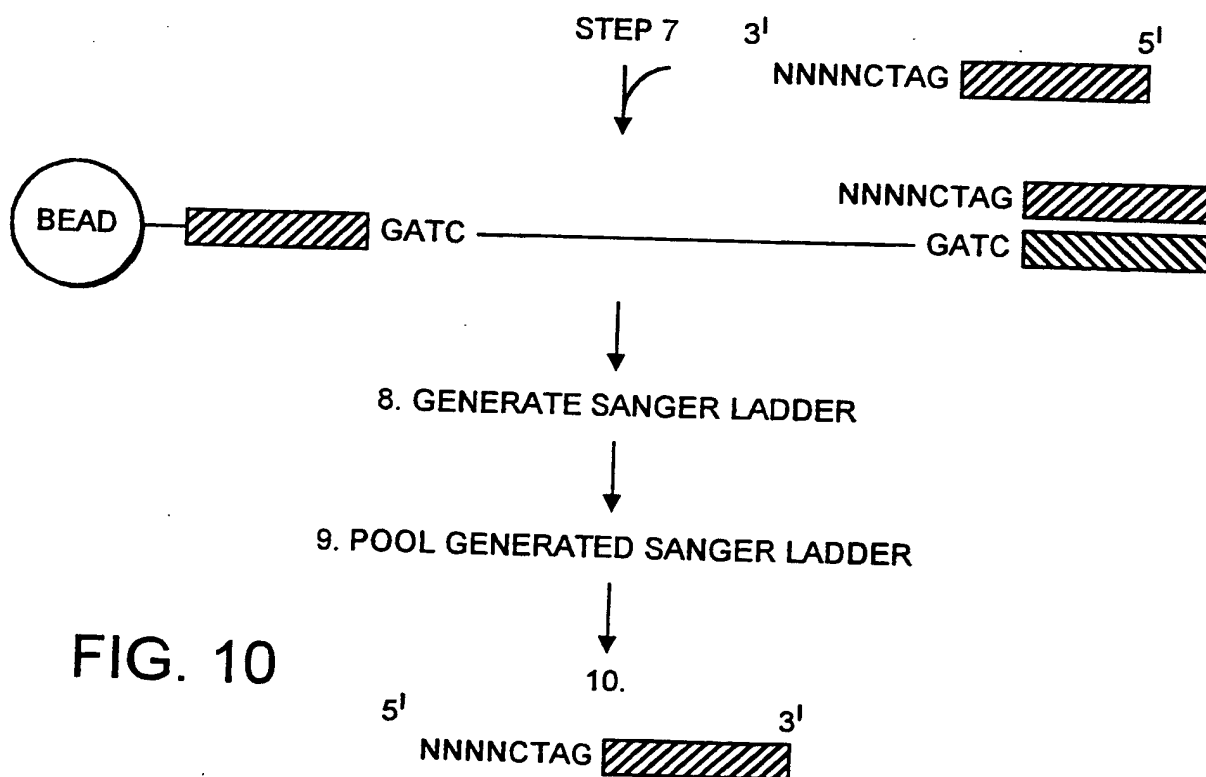 STEP 7
3' 5'
NNNNCTAG
NNNNCTAG
BEAD GATC GATC
8. GENERATE SANGER LADDER
9. POOL GENERATED SANGER LADDER
FIG. 10
10.
5' 3'
NNNNCTAG